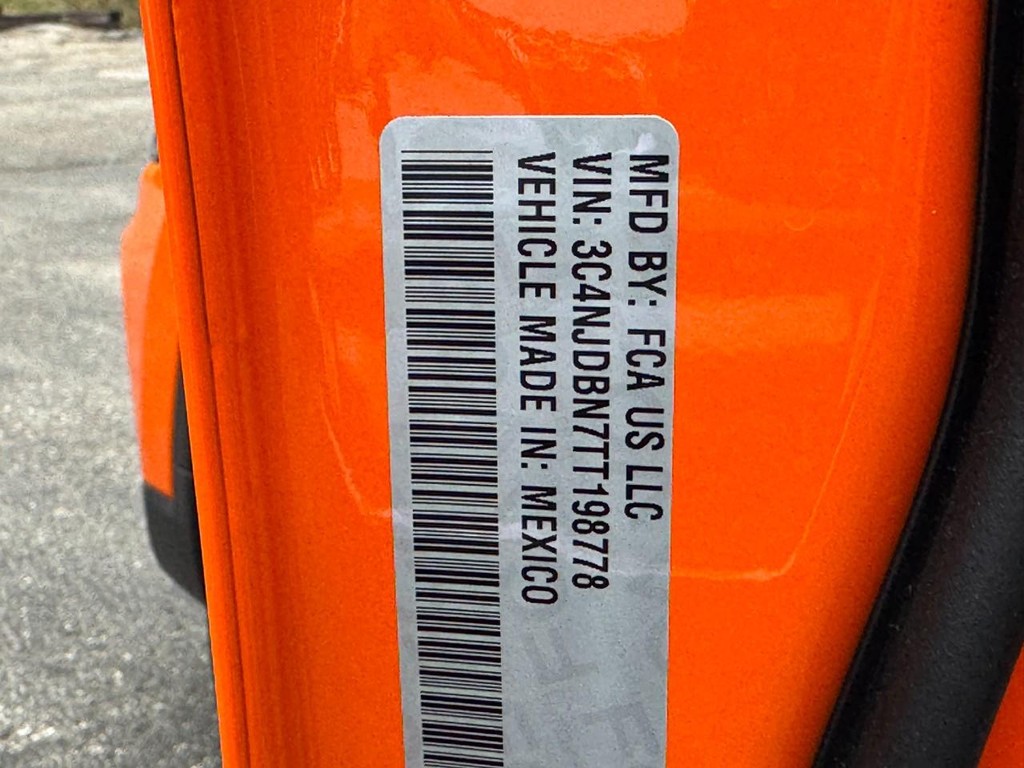 MFD BY: FCA US LLC
VIN: 3C4NJDBN7TT198778
VEHICLE MADE IN: MEXICO